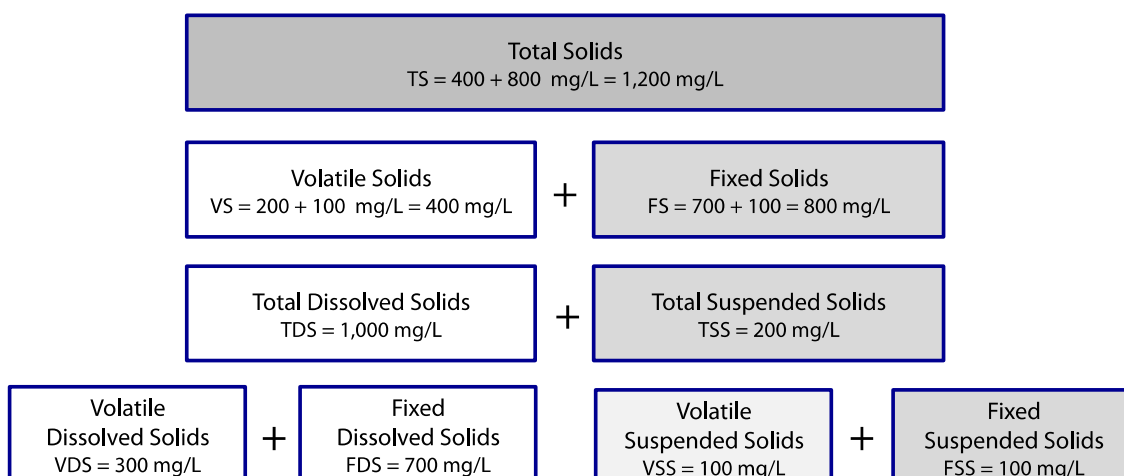 Total Solids
TS = 400 + 800 mg/L = 1,200 mg/L
Volatile Solids
VS = 200 + 100 mg/L = 400 mg/L
+
Fixed Solids
FS = 700 + 100 = 800 mg/L
Total Dissolved Solids
TDS = 1,000 mg/L
+
Total Suspended Solids
TSS = 200 mg/L
Volatile
Dissolved Solids
VDS = 300 mg/L
+
Fixed
Dissolved Solids
FDS = 700 mg/L
Volatile
Suspended Solids
VSS = 100 mg/L
+
Fixed
Suspended Solids
FSS = 100 mg/L